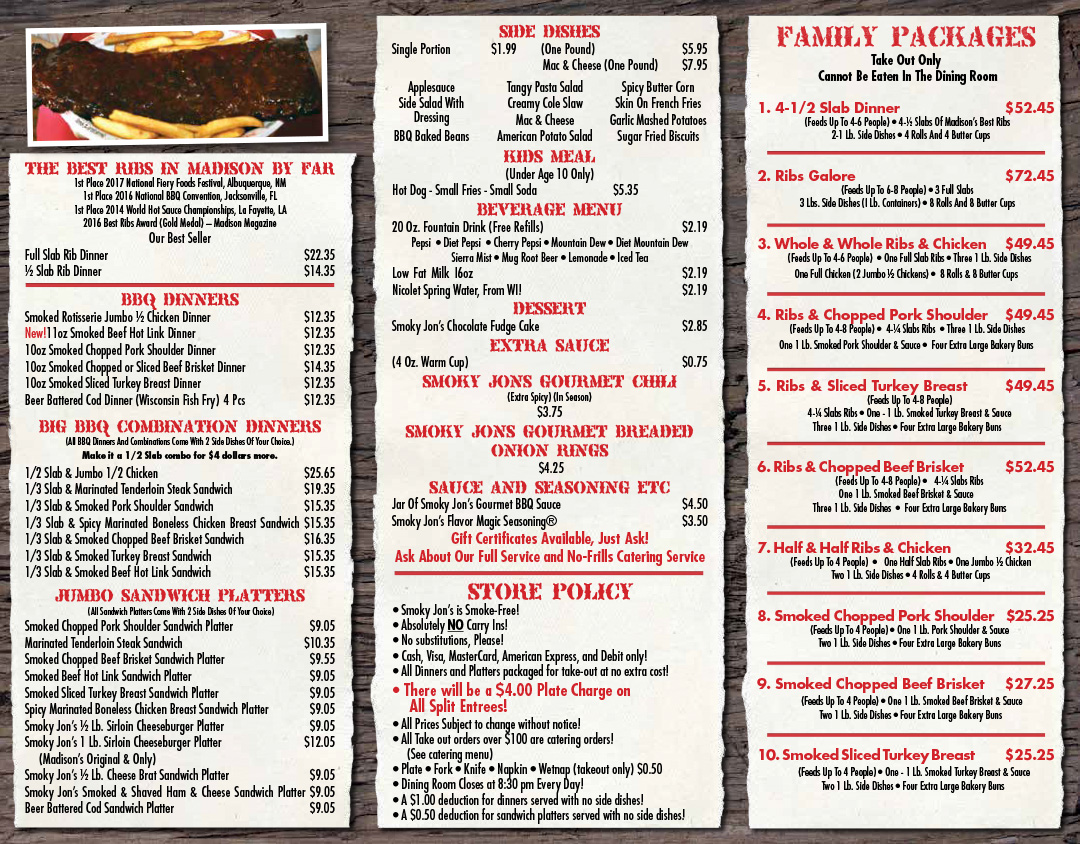 THE BEST RIBS IN MADISON BY FAR
1st Place 2017 National Fiery Foods Festival, Albuquerque, NM
1st Place 2016 National BBQ Convention, Jacksonville, FL
1st Place 2014 World Hot Sauce Championships, La Fayette, LA
2016 Best Ribs Award (Gold Medal) – Madison Magazine
Our Best Seller
Full Slab Rib Dinner $22.35
½ Slab Rib Dinner $14.35
BBQ DINNERS
Smoked Rotisserie Jumbo ½ Chicken Dinner $12.35
New!11oz Smoked Beef Hot Link Dinner $12.35
10oz Smoked Chopped Pork Shoulder Dinner $12.35
10oz Smoked Chopped or Sliced Beef Brisket Dinner $14.35
10oz Smoked Sliced Turkey Breast Dinner $12.35
Beer Battered Cod Dinner (Wisconsin Fish Fry) 4 Pcs $12.35
BIG BBQ COMBINATION DINNERS
(All BBQ Dinners And Combinations Come With 2 Side Dishes Of Your Choice.)
Make it a 1/2 Slab combo for $4 dollars more.
1/2 Slab & Jumbo 1/2 Chicken $25.65
1/3 Slab & Marinated Tenderloin Steak Sandwich $19.35
1/3 Slab & Smoked Pork Shoulder Sandwich $15.35
1/3 Slab & Spicy Marinated Boneless Chicken Breast Sandwich $15.35
1/3 Slab & Smoked Chopped Beef Brisket Sandwich $16.35
1/3 Slab & Smoked Turkey Breast Sandwich $15.35
1/3 Slab & Smoked Beef Hot Link Sandwich $15.35
JUMBO SANDWICH PLATTERS
(All Sandwich Platters Come With 2 Side Dishes Of Your Choice)
Smoked Chopped Pork Shoulder Sandwich Platter $9.05
Marinated Tenderloin Steak Sandwich $10.35
Smoked Chopped Beef Brisket Sandwich Platter $9.55
Smoked Beef Hot Link Sandwich Platter $9.05
Smoked Sliced Turkey Breast Sandwich Platter $9.05
Spicy Marinated Boneless Chicken Breast Sandwich Platter $9.05
Smoky Jon's ½ Lb. Sirloin Cheeseburger Platter $9.05
Smoky Jon's 1 Lb. Sirloin Cheeseburger Platter $12.05
(Madison's Original & Only)
Smoky Jon's ½ Lb. Cheese Brat Sandwich Platter $9.05
Smoky Jon's Smoked & Shaved Ham & Cheese Sandwich Platter $9.05
Beer Battered Cod Sandwich Platter $9.05
SIDE DISHES
Single Portion $1.99 (One Pound) $5.95
Mac & Cheese (One Pound) $7.95
Applesauce Tangy Pasta Salad Spicy Butter Corn
Side Salad With Creamy Cole Slaw Skin On French Fries
Dressing Mac & Cheese Garlic Mashed Potatoes
BBQ Baked Beans American Potato Salad Sugar Fried Biscuits
KIDS MEAL
(Under Age 10 Only)
Hot Dog - Small Fries - Small Soda $5.35
BEVERAGE MENU
20 Oz. Fountain Drink (Free Refills) $2.19
Pepsi • Diet Pepsi • Cherry Pepsi • Mountain Dew • Diet Mountain Dew
Sierra Mist • Mug Root Beer • Lemonade • Iced Tea
Low Fat Milk 16oz $2.19
Nicolet Spring Water, From WI! $2.19
DESSERT
Smoky Jon's Chocolate Fudge Cake $2.85
EXTRA SAUCE
(4 Oz. Warm Cup) $0.75
SMOKY JONS GOURMET CHILI
(Extra Spicy) (In Season)
$3.75
SMOKY JONS GOURMET BREADED
ONION RINGS
$4.25
SAUCE AND SEASONING ETC
Jar Of Smoky Jon's Gourmet BBQ Sauce $4.50
Smoky Jon's Flavor Magic Seasoning® $3.50
Gift Certificates Available, Just Ask!
Ask About Our Full Service and No-Frills Catering Service
STORE POLICY
• Smoky Jon's is Smoke-Free!
• Absolutely NO Carry Ins!
• No substitutions, Please!
• Cash, Visa, MasterCard, American Express, and Debit only!
• All Dinners and Platters packaged for take-out at no extra cost!
• There will be a $4.00 Plate Charge on
All Split Entrees!
• All Prices Subject to change without notice!
• All Take out orders over $100 are catering orders!
(See catering menu)
• Plate • Fork • Knife • Napkin • Wetnap (takeout only) $0.50
• Dining Room Closes at 8:30 pm Every Day!
• A $1.00 deduction for dinners served with no side dishes!
• A $0.50 deduction for sandwich platters served with no side dishes!
FAMILY PACKAGES
Take Out Only
Cannot Be Eaten In The Dining Room
1. 4-1/2 Slab Dinner $52.45
(Feeds Up To 4-6 People) • 4-½ Slabs Of Madison's Best Ribs
2-1 Lb. Side Dishes • 4 Rolls And 4 Butter Cups
2. Ribs Galore $72.45
(Feeds Up To 6-8 People) • 3 Full Slabs
3 Lbs. Side Dishes (1 Lb. Containers) • 8 Rolls And 8 Butter Cups
3. Whole & Whole Ribs & Chicken $49.45
(Feeds Up To 4-6 People) • One Full Slab Ribs • Three 1 Lb. Side Dishes
One Full Chicken (2 Jumbo ½ Chickens) • 8 Rolls & 8 Butter Cups
4. Ribs & Chopped Pork Shoulder $49.45
(Feeds Up To 4-8 People) • 4-¼ Slabs Ribs • Three 1 Lb. Side Dishes
One 1 Lb. Smoked Pork Shoulder & Sauce • Four Extra Large Bakery Buns
5. Ribs & Sliced Turkey Breast $49.45
(Feeds Up To 4-8 People)
4-¼ Slabs Ribs • One - 1 Lb. Smoked Turkey Breast & Sauce
Three 1 Lb. Side Dishes • Four Extra Large Bakery Buns
6. Ribs & Chopped Beef Brisket $52.45
(Feeds Up To 4-8 People) • 4-¼ Slabs Ribs
One 1 Lb. Smoked Beef Brisket & Sauce
Three 1 Lb. Side Dishes • Four Extra Large Bakery Buns
7. Half & Half Ribs & Chicken $32.45
(Feeds Up To 4 People) • One Half Slab Ribs • One Jumbo ½ Chicken
Two 1 Lb. Side Dishes • 4 Rolls & 4 Butter Cups
8. Smoked Chopped Pork Shoulder $25.25
(Feeds Up To 4 People) • One 1 Lb. Pork Shoulder & Sauce
Two 1 Lb. Side Dishes • Four Extra Large Bakery Buns
9. Smoked Chopped Beef Brisket $27.25
(Feeds Up To 4 People) • One 1 Lb. Smoked Beef Brisket & Sauce
Two 1 Lb. Side Dishes • Four Extra Large Bakery Buns
10. Smoked Sliced Turkey Breast $25.25
(Feeds Up To 4 People) • One - 1 Lb. Smoked Turkey Breast & Sauce
Two 1 Lb. Side Dishes • Four Extra Large Bakery Buns